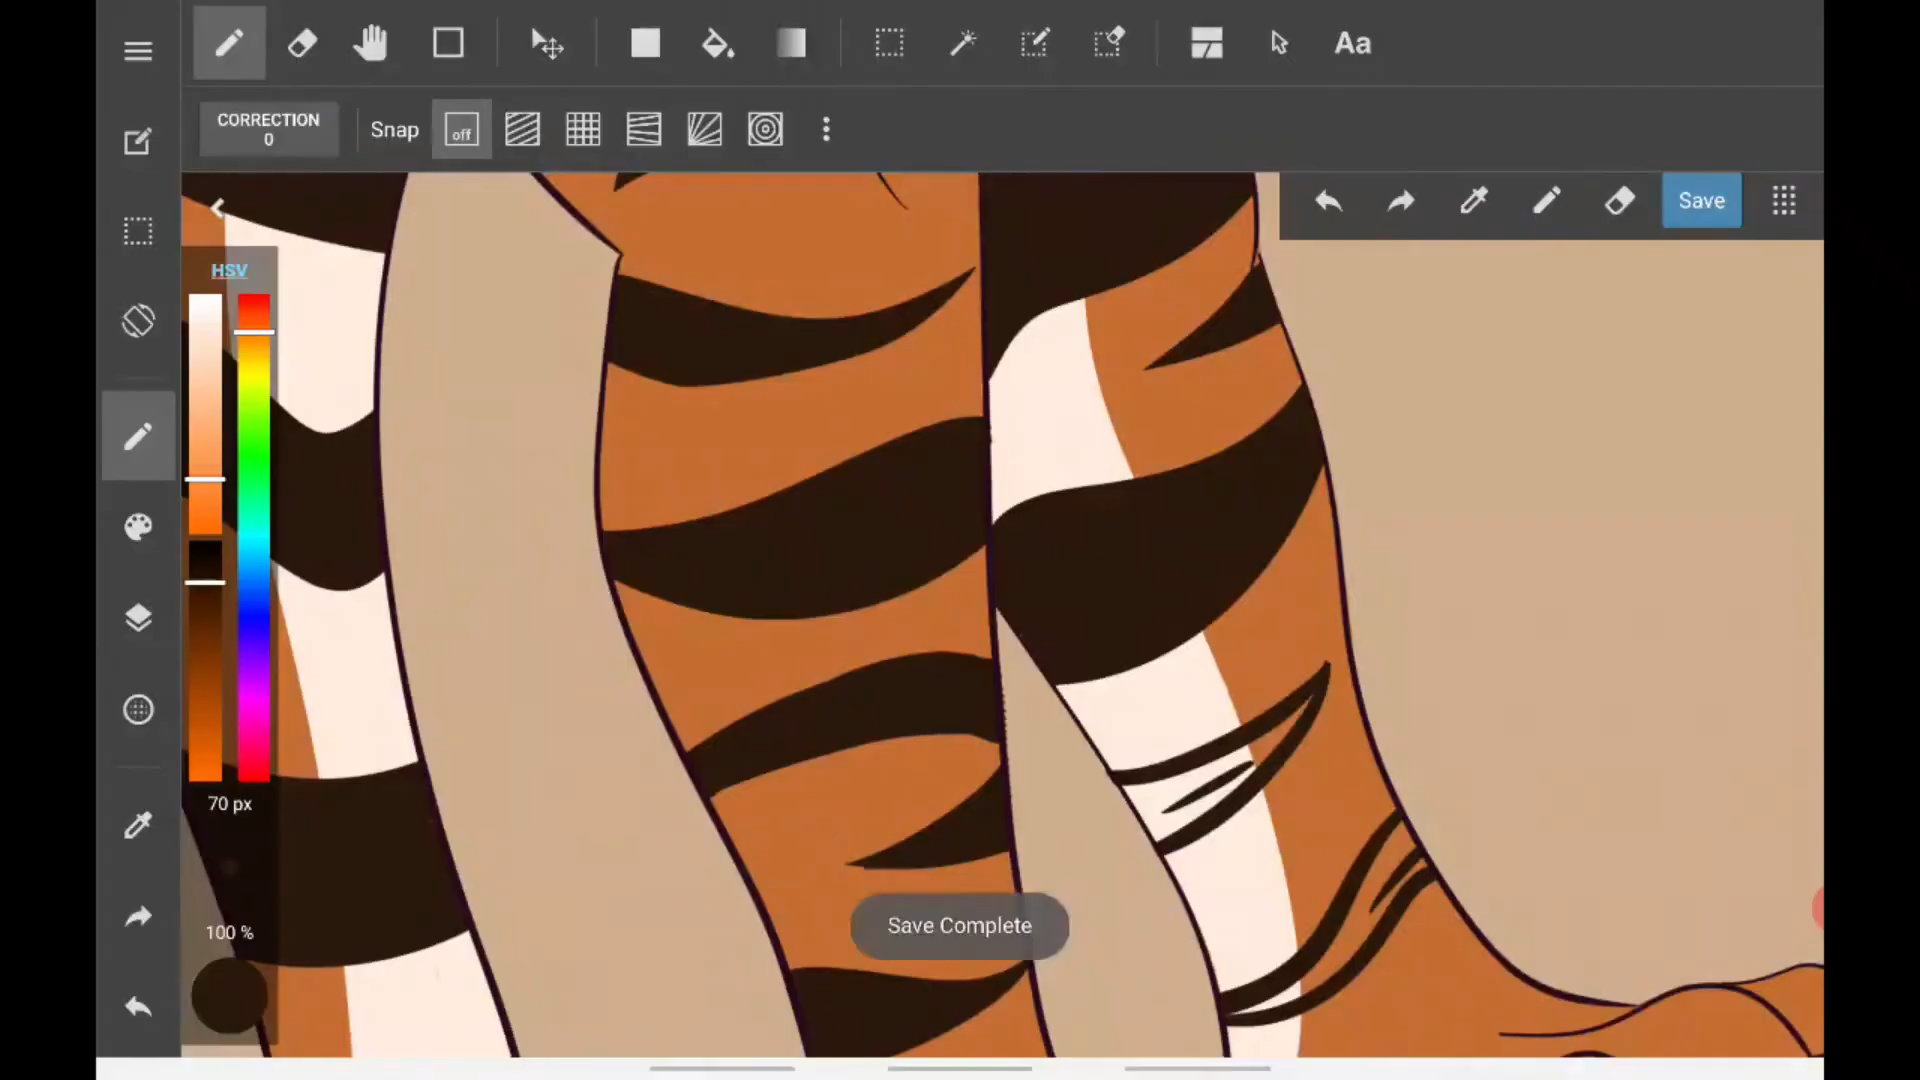 Aa
CORRECTION
0
Snap
off
Save
HSV
70 px
100 %
Save Complete